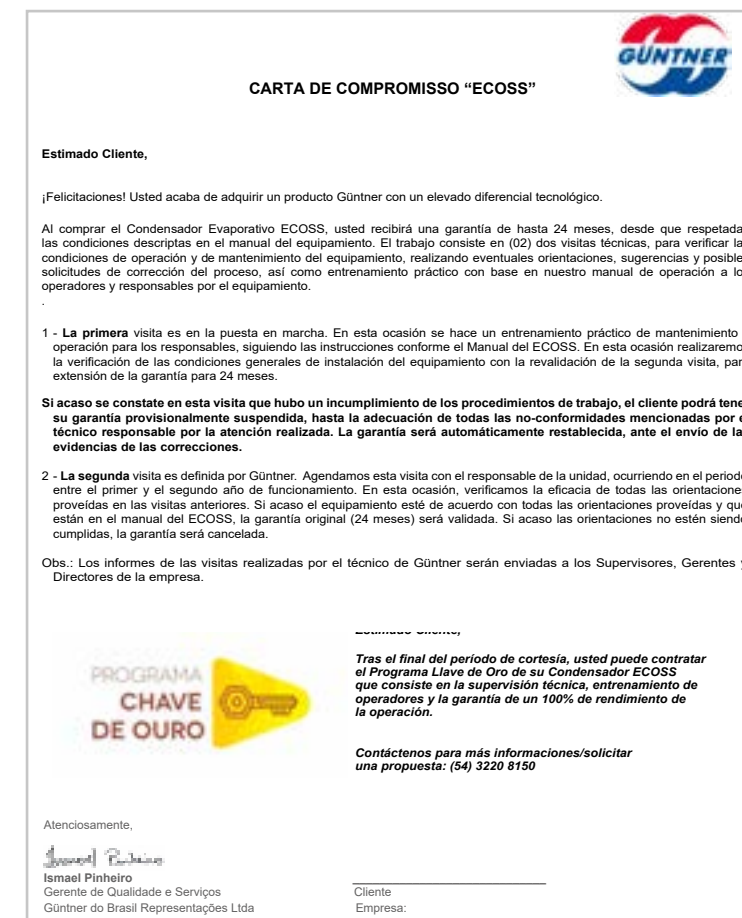 GÜNTNER
CARTA DE COMPROMISSO “ECOSS”
Estimado Cliente,
¡Felicitaciones! Usted acaba de adquirir un producto Güntner con un elevado diferencial tecnológico.
Al comprar el Condensador Evaporativo ECOSS, usted recibirá una garantía de hasta 24 meses, desde que respetada
las condiciones descriptas en el manual del equipamiento. El trabajo consiste en (02) dos visitas técnicas, para verificar la
condiciones de operación y de mantenimiento del equipamiento, realizando eventuales orientaciones, sugerencias y posible
solicitudes de corrección del proceso, así como entrenamiento práctico con base en nuestro manual de operación a lo
operadores y responsables por el equipamiento.
.
1 - La primera visita es en la puesta en marcha. En esta ocasión se hace un entrenamiento práctico de mantenimiento
operación para los responsables, siguiendo las instrucciones conforme el Manual del ECOSS. En esta ocasión realizaremo
la verificación de las condiciones generales de instalación del equipamiento con la revalidación de la segunda visita, par
extensión de la garantía para 24 meses.
Si acaso se constate en esta visita que hubo un incumplimiento de los procedimientos de trabajo, el cliente podrá tene
su garantía provisionalmente suspendida, hasta la adecuación de todas las no-conformidades mencionadas por e
técnico responsable por la atención realizada. La garantía será automáticamente restablecida, ante el envío de la
evidencias de las correcciones.
2 - La segunda visita es definida por Güntner. Agendamos esta visita con el responsable de la unidad, ocurriendo en el period
entre el primer y el segundo año de funcionamiento. En esta ocasión, verificamos la eficacia de todas las orientacione
proveídas en las visitas anteriores. Si acaso el equipamiento esté de acuerdo con todas las orientaciones proveídas y que
están en el manual del ECOSS, la garantía original (24 meses) será validada. Si acaso las orientaciones no estén siend
cumplidas, la garantía será cancelada.
Obs.: Los informes de las visitas realizadas por el técnico de Güntner serán enviadas a los Supervisores, Gerentes y
Directores de la empresa.
PROGRAMA
CHAVE
DE OURO
Estimado Cliente,
Tras el final del período de cortesía, usted puede contratar
el Programa Llave de Oro de su Condensador ECOSS
que consiste en la supervisión técnica, entrenamiento de
operadores y la garantía de un 100% de rendimiento de
la operación.
Contáctenos para más informaciones/solicitar
una propuesta: (54) 3220 8150
Atenciosamente,
Ismael Pinheiro
Ismael Pinheiro
Gerente de Qualidade e Serviços
Güntner do Brasil Representações Ltda
Cliente
Empresa: